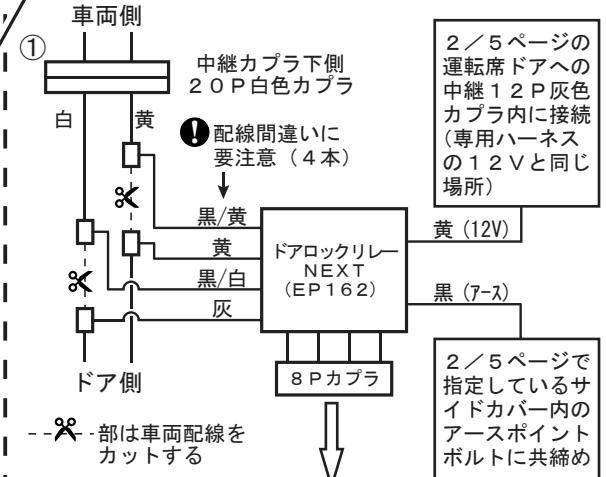 車両側
①
中継カプラ下側
２０Ｐ白色カプラ
白
黄
配線間違いに
要注意（４本）
黒/黄
黄
黒/白
灰
ドアロックリレー
ＮＥＸＴ
(ＥＰ１６２)
黄 (12V)
黒 (ｱｰｽ)
２／５ページの
運転席ドアへの
中継１２Ｐ灰色
カプラ内に接続
(専用ハーネス
の１２Ｖと同じ
場所)
８Ｐカプラ
ドア側
部は車両配線を
カットする
２／５ページで
指定しているサ
イドカバー内の
アースポイント
ボルトに共締め